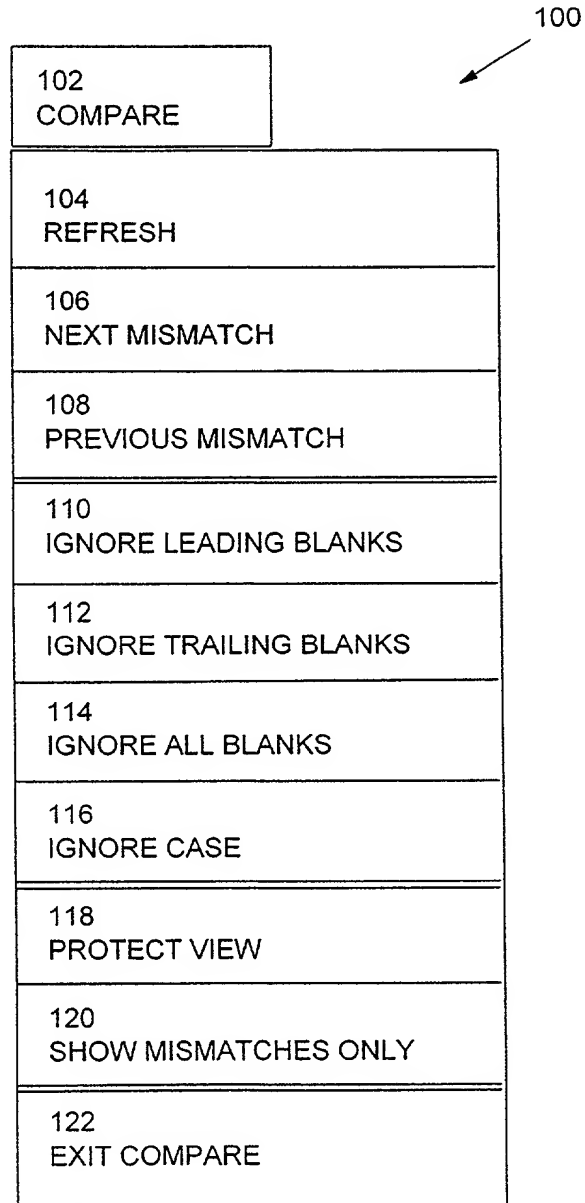 100
102
COMPARE
104
REFRESH
106
NEXT MISMATCH
108
PREVIOUS MISMATCH
110
IGNORE LEADING BLANKS
112
IGNORE TRAILING BLANKS
114
IGNORE ALL BLANKS
116
IGNORE CASE
118
PROTECT VIEW
120
SHOW MISMATCHES ONLY
122
EXIT COMPARE